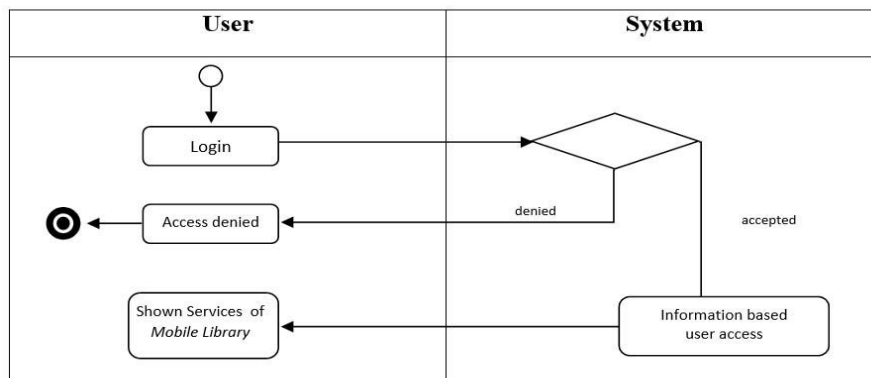 User
System
Login
Access denied
denied
accepted
Shown Services of
Mobile Library
Information based
user access